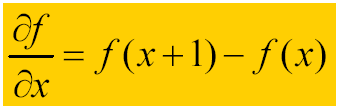 ∂f/∂x = f(x+1) − f(x)